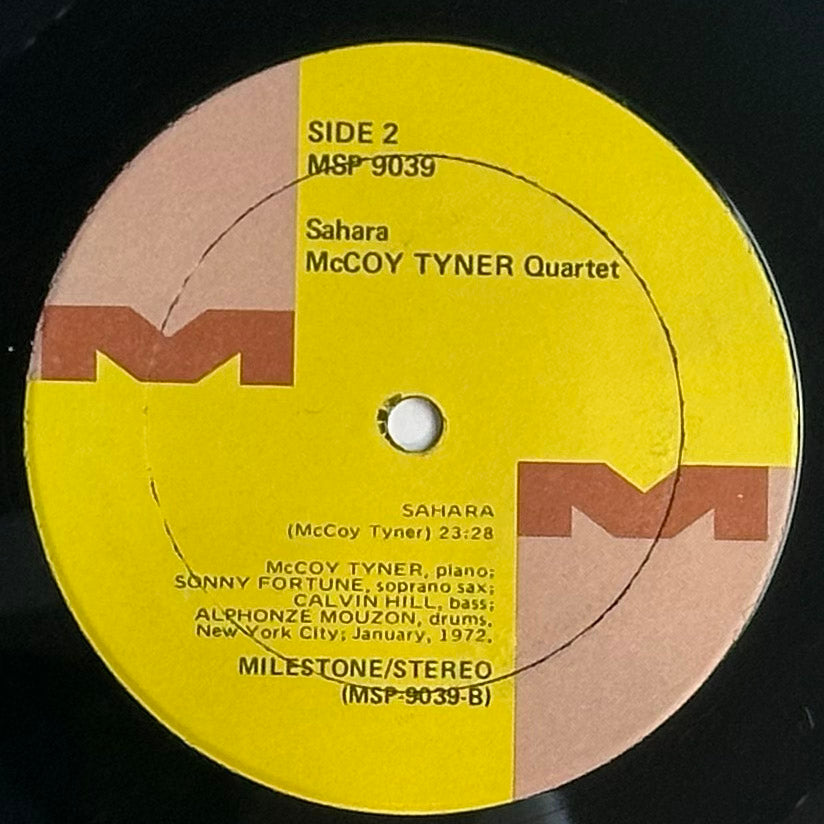 SIDE 2
MSP 9039
Sahara
McCOY TYNER Quartet
M
M
SAHARA
(McCoy Tyner) 23:28
McCOY TYNER, piano;
SONNY FORTUNE, soprano sax;
CALVIN HILL, bass;
ALPHONZE MOUZON, drums.
New York City; January, 1972.
MILESTONE/STEREO
(MSP-9039-B)